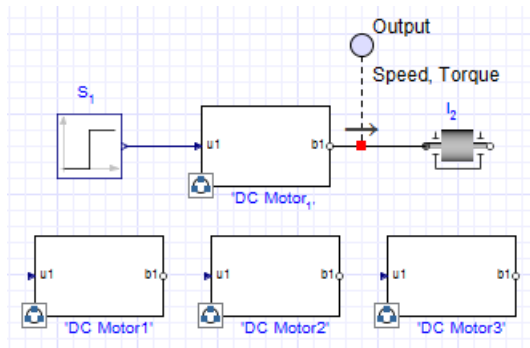 Output
Speed, Torque
S1
I2
u1
b1
"DC Motor1,
u1
b1
u1
b1
u1
b1
"DC Motor1"
"DC Motor2"
"DC Motor3"